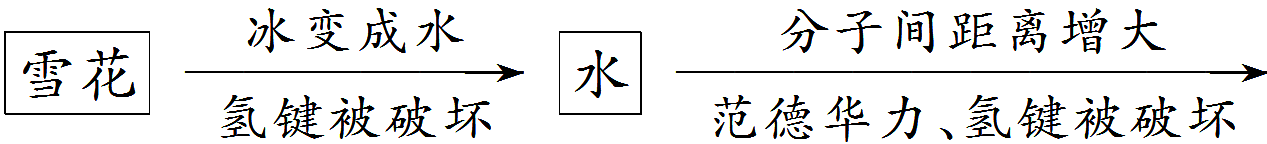 雪花
冰变成水
氢键被破坏
水
分子间距离增大
范德华力、氢键被破坏